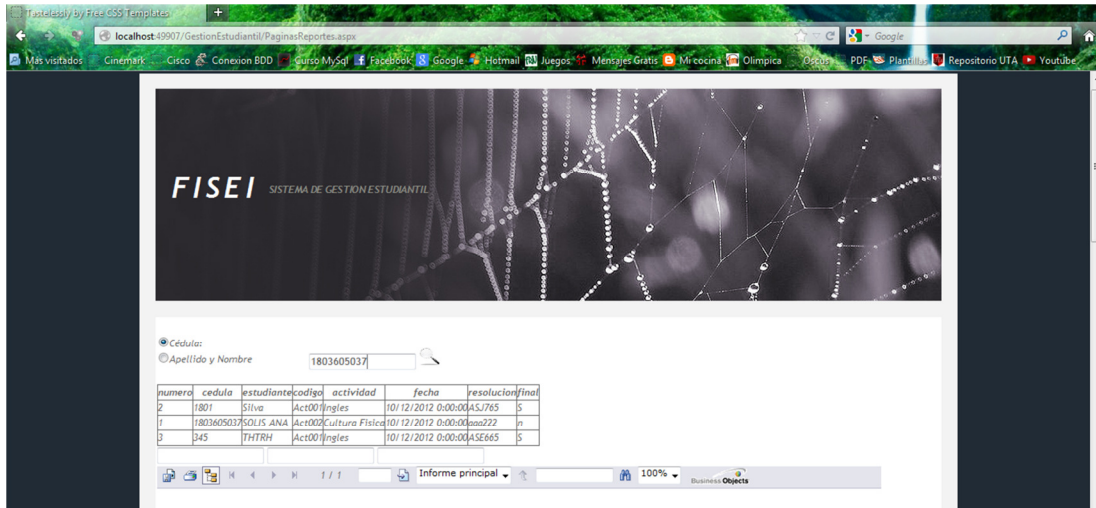 Tastelessly by Free CSS Templates
localhost:49907/GestionEstudiantil/PaginasReportes.aspx
Google
Más visitados Cinemark Cisco Conexion BDD Curso MySql Facebook Google Hotmail Juegos Mensajes Gratis Mi cocina Olimpica Oscus PDF Plantillas Repositorio UTA Youtube
FISEI SISTEMA DE GESTION ESTUDIANTIL
Cédula:
Apellido y Nombre 1803605037
numero cedula estudiante codigo actividad fecha resolucion final
2 1801 Silva Act001 Ingles 10/12/2012 0:00:00 ASJ765 S
1 1803605037 SOLIS ANA Act002 Cultura Fisica 10/12/2012 0:00:00 aaa222 n
3 345 THTRH Act001 Ingles 10/12/2012 0:00:00 ASE665 S
1 / 1 Informe principal 100% Business Objects